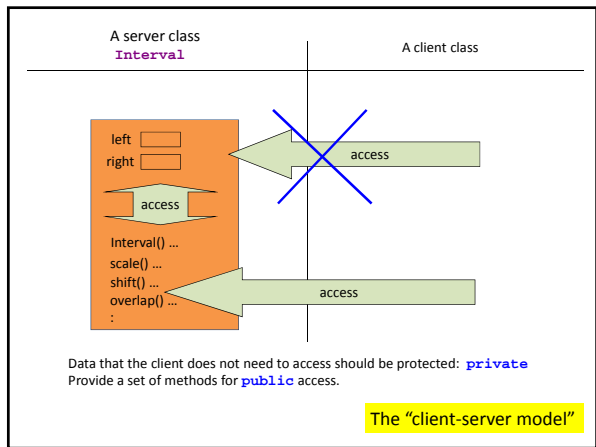 A server class
Interval
A client class
left
right
access
access
Interval() ...
scale() ...
shift() ...
overlap() ...
:
access
Data that the client does not need to access should be protected: private
Provide a set of methods for public access.
The “client-server model”